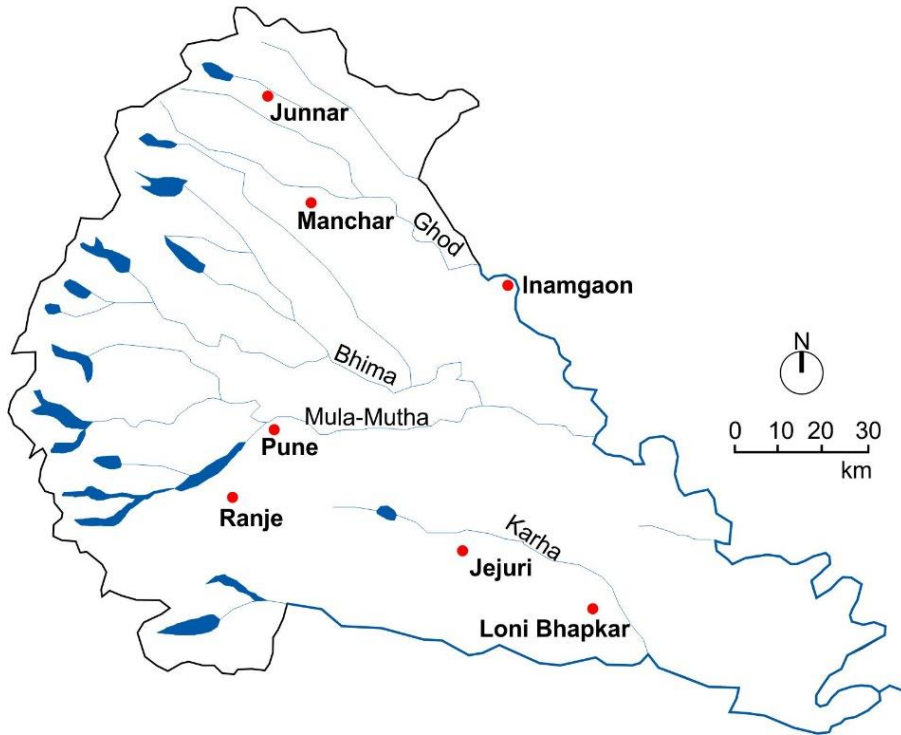 Junnar
Manchar
Ghod
Inamgaon
N
Bhima
Mula-Mutha
0 10 20 30
km
Pune
Ranje
Karha
Jejuri
Loni Bhapkar